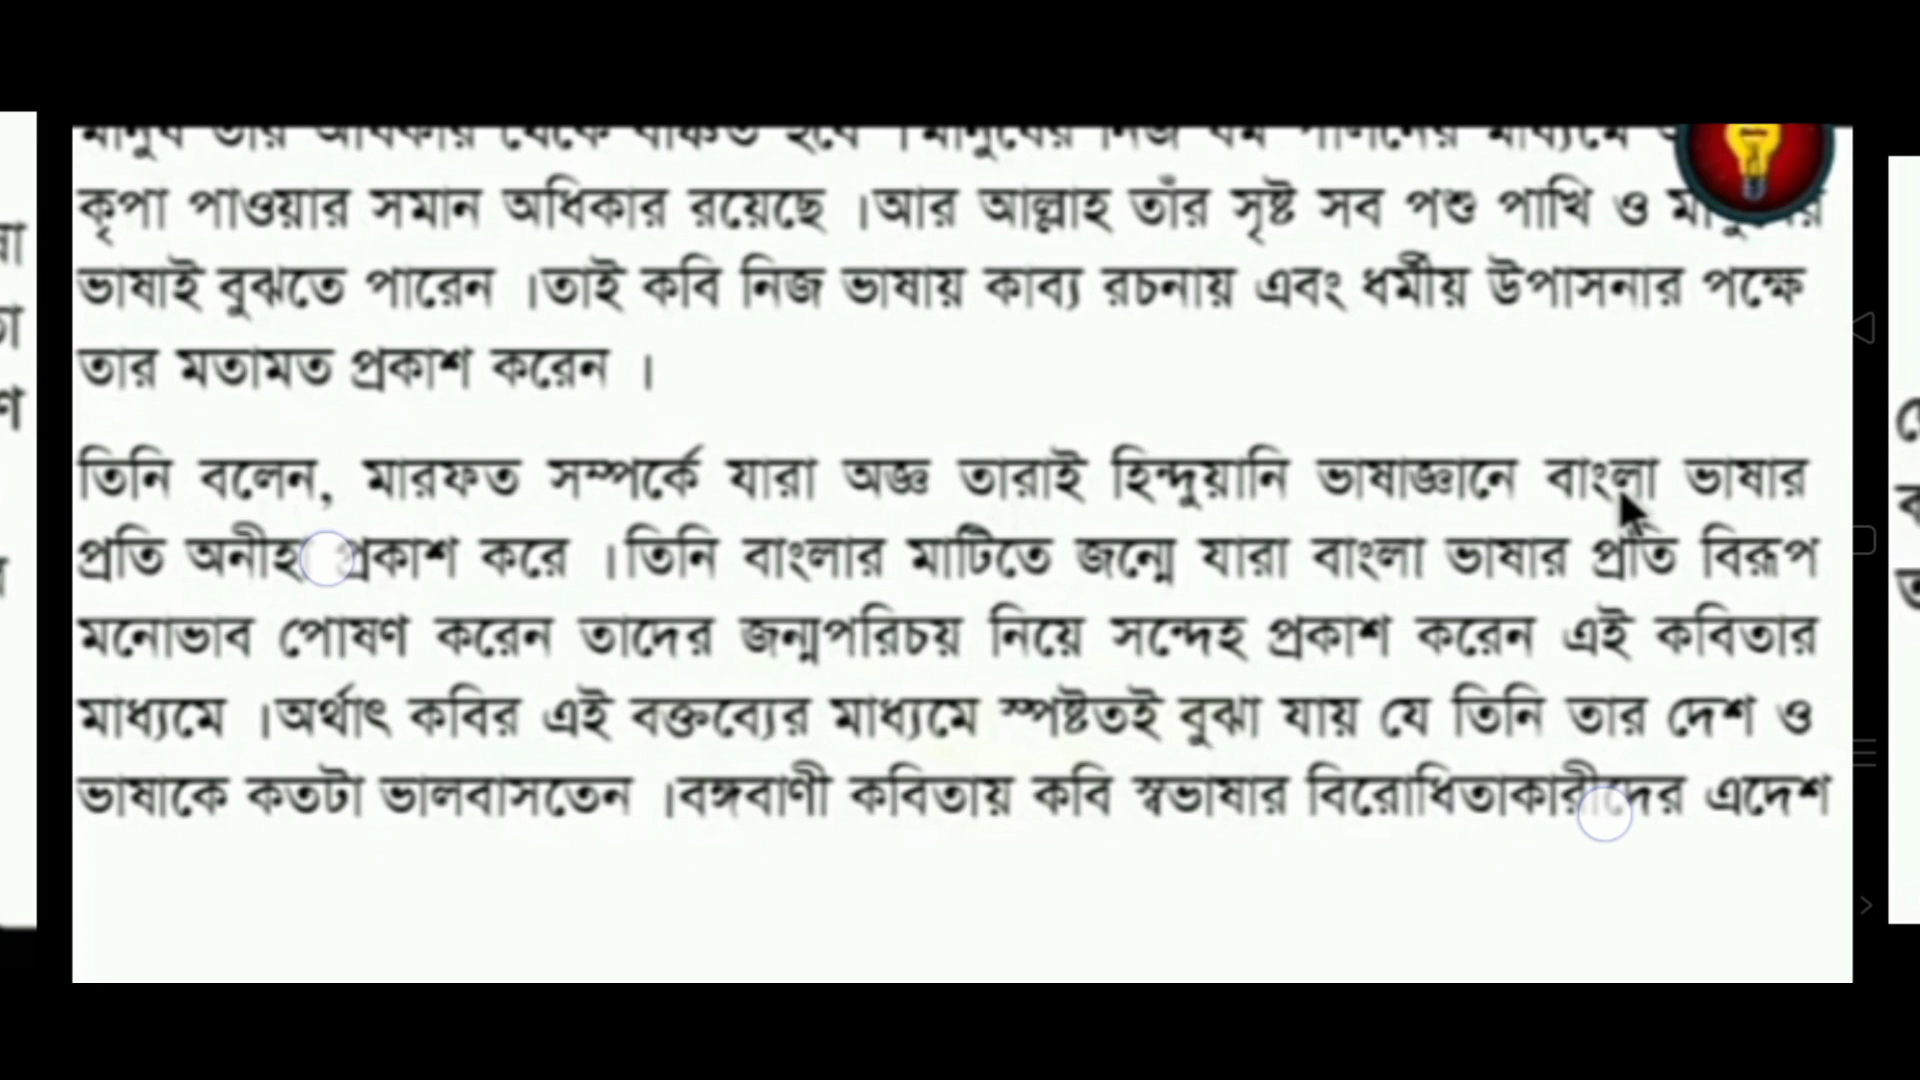 কৃপা পাওয়ার সমান অধিকার রয়েছে ।আর আল্লাহ তাঁর সৃষ্ট সব পশু পাখি ও
ভাষাই বুঝতে পারেন ।তাই কবি নিজ ভাষায় কাব্য রচনায় এবং ধর্মীয় উপাসনার পক্ষে
তার মতামত প্রকাশ করেন ।
তিনি বলেন, মারফত সম্পর্কে যারা অজ্ঞ তারাই হিন্দুয়ানি ভাষাজ্ঞানে বাংলা ভাষার
প্রতি অনীহা প্রকাশ করে ।তিনি বাংলার মাটিতে জন্মে যারা বাংলা ভাষার প্রতি বিরূপ
মনোভাব পোষণ করেন তাদের জন্মপরিচয় নিয়ে সন্দেহ প্রকাশ করেন এই কবিতার
মাধ্যমে ।অর্থাৎ কবির এই বক্তব্যের মাধ্যমে স্পষ্টতই বুঝা যায় যে তিনি তার দেশ ও
ভাষাকে কতটা ভালবাসতেন ।বঙ্গবাণী কবিতায় কবি স্বভাষার বিরোধিতাকারীদের এদেশ